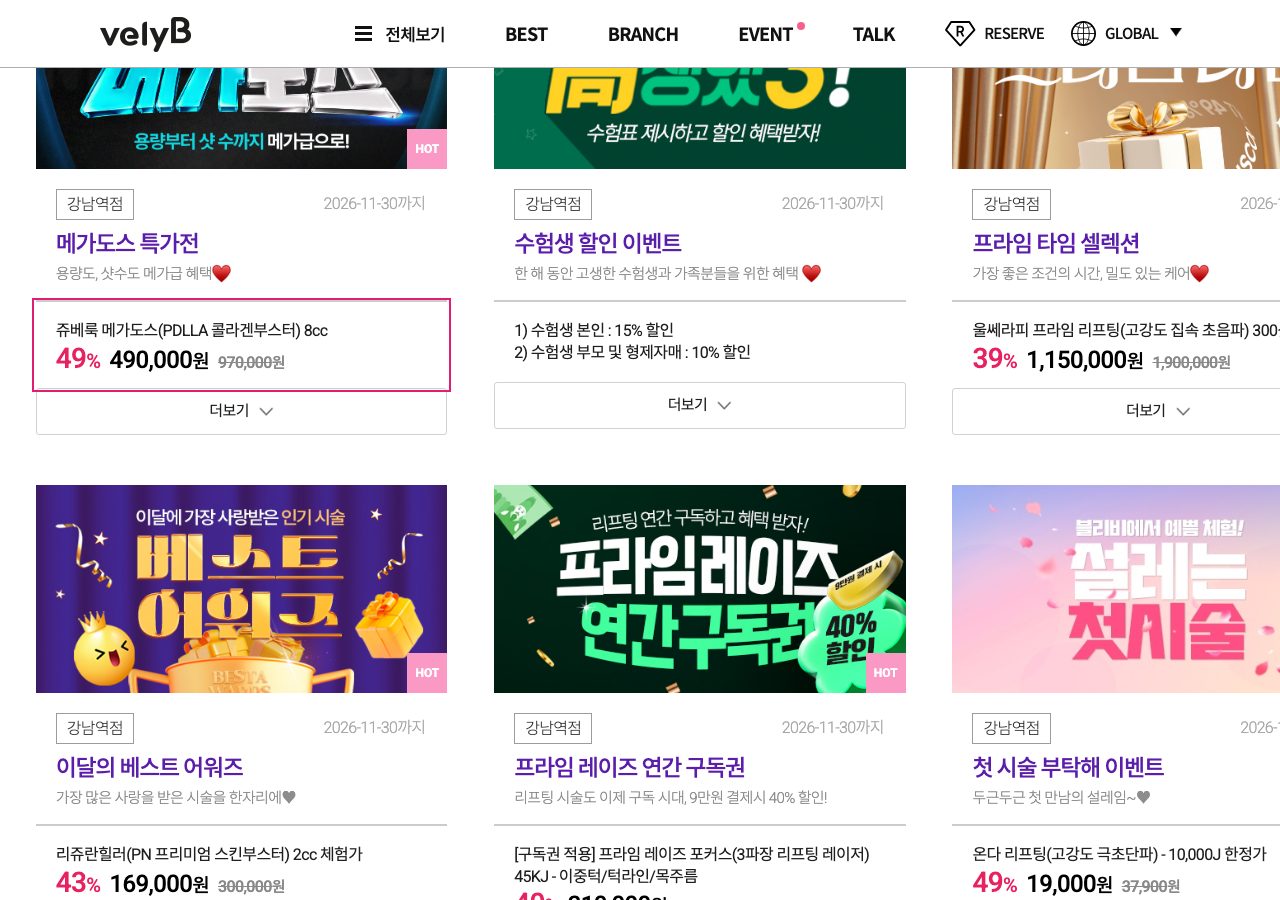 velyB
전체보기
BEST
BRANCH
EVENT
TALK
R
RESERVE
GLOBAL
메가도스
용량부터 샷 수까지 메가급으로!
HOT
수험표 제시하고 할인 혜택받자!
강남역점
2026-11-30까지
메가도스 특가전
용량도, 샷수도 메가급 혜택❤️
쥬베룩 메가도스(PDLLA 콜라겐부스터) 8cc
49% 490,000원 970,000원
더보기
강남역점
2026-11-30까지
수험생 할인 이벤트
한 해 동안 고생한 수험생과 가족분들을 위한 혜택 ❤️
1) 수험생 본인 : 15% 할인
2) 수험생 부모 및 형제자매 : 10% 할인
더보기
강남역점
프라임 타임 셀렉션
가장 좋은 조건의 시간, 밀도 있는 케어❤️
울쎄라피 프라임 리프팅(고강도 집속 초음파) 300
39% 1,150,000원 1,900,000원
더보기
이달에 가장 사랑받은 인기 시술
베스트
어워즈
HOT
리프팅 연간 구독하고 혜택 받자!
프라임레이즈
연간구독권
9만원 결제 시
40%
할인
HOT
블리비에서 예쁠 체험!
설레는
첫시술
강남역점
2026-11-30까지
이달의 베스트 어워즈
가장 많은 사랑을 받은 시술을 한자리에♥
리쥬란힐러(PN 프리미엄 스킨부스터) 2cc 체험가
43% 169,000원 300,000원
강남역점
2026-11-30까지
프라임 레이즈 연간 구독권
리프팅 시술도 이제 구독 시대, 9만원 결제시 40% 할인!
[구독권 적용] 프라임 레이즈 포커스(3파장 리프팅 레이저)
45KJ - 이중턱/턱라인/목주름
강남역점
첫 시술 부탁해 이벤트
두근두근 첫 만남의 설레임~♥
온다 리프팅(고강도 극초단파) - 10,000J 한정가
49% 19,000원 37,900원